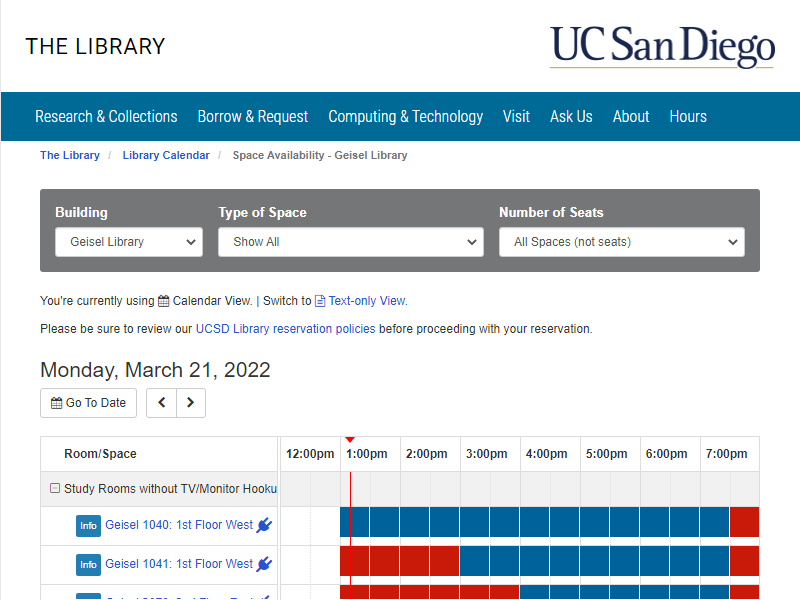 THE LIBRARY
UC San Diego
Research & Collections Borrow & Request Computing & Technology Visit Ask Us About Hours
The Library / Library Calendar / Space Availability - Geisel Library
Building Type of Space Number of Seats
Geisel Library Show All All Spaces (not seats)
You're currently using Calendar View. | Switch to Text-only View.
Please be sure to review our UCSD Library reservation policies before proceeding with your reservation.
Monday, March 21, 2022
Go To Date
Room/Space 12:00pm 1:00pm 2:00pm 3:00pm 4:00pm 5:00pm 6:00pm 7:00pm
Study Rooms without TV/Monitor Hooku
Info Geisel 1040: 1st Floor West
Info Geisel 1041: 1st Floor West